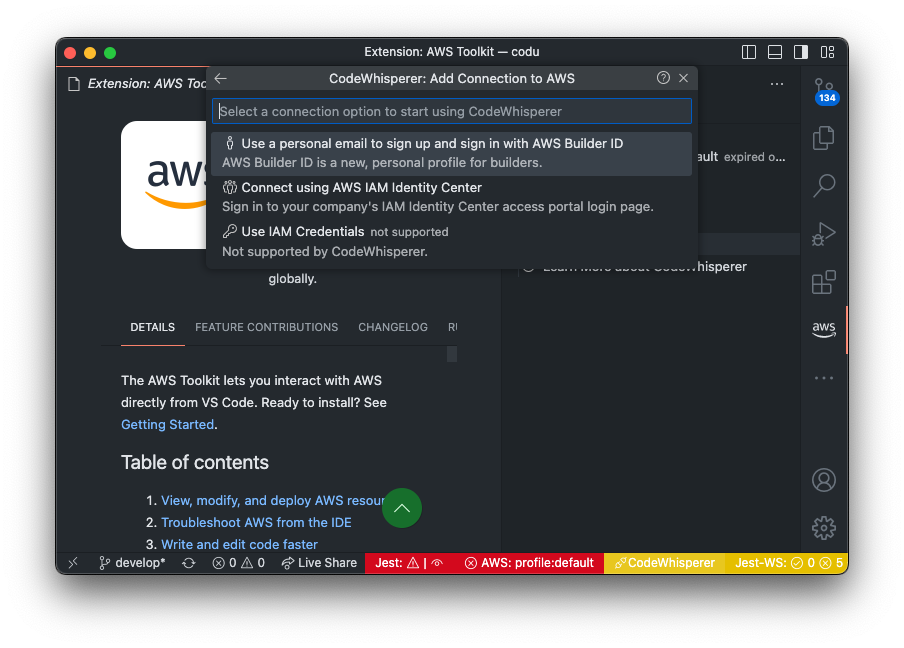 Extension: AWS Toolkit — codu
Extension: AWS Too
CodeWhisperer: Add Connection to AWS
134
Select a connection option to start using CodeWhisperer
Use a personal email to sign up and sign in with AWS Builder ID
AWS Builder ID is a new, personal profile for builders.
Connect using AWS IAM Identity Center
Sign in to your company's IAM Identity Center access portal login page.
Use IAM Credentials not supported
Not supported by CodeWhisperer.
aws
ault expired o...
Learn More about CodeWhisperer
globally.
DETAILS FEATURE CONTRIBUTIONS CHANGELOG RU
aws
The AWS Toolkit lets you interact with AWS
directly from VS Code. Ready to install? See
Getting Started.
Table of contents
1. View, modify, and deploy AWS resour
2. Troubleshoot AWS from the IDE
3. Write and edit code faster
develop* 0 0 Live Share Jest: | AWS: profile:default CodeWhisperer Jest-WS: 0 5